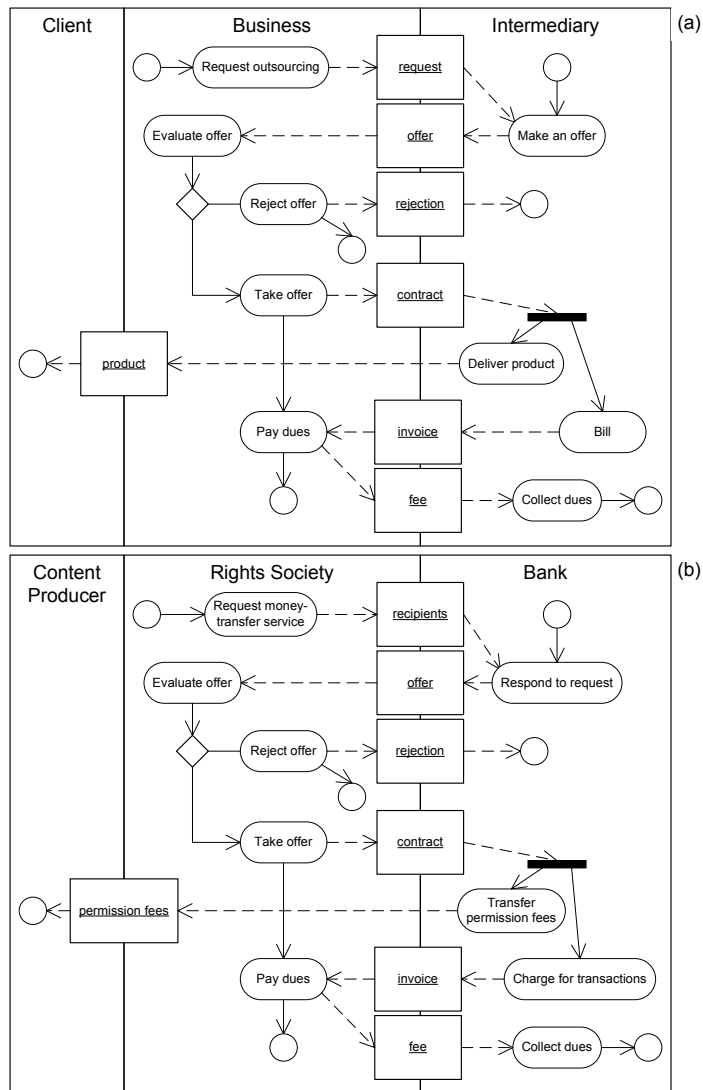 Client
Business
Intermediary
(a)
Request outsourcing
request
Evaluate offer
offer
Make an offer
Reject offer
rejection
Take offer
contract
product
Deliver product
Pay dues
invoice
Bill
fee
Collect dues
Content
Producer
Rights Society
Bank
(b)
Request money-
transfer service
recipients
Evaluate offer
offer
Respond to request
Reject offer
rejection
Take offer
contract
permission fees
Transfer
permission fees
Pay dues
invoice
Charge for transactions
fee
Collect dues